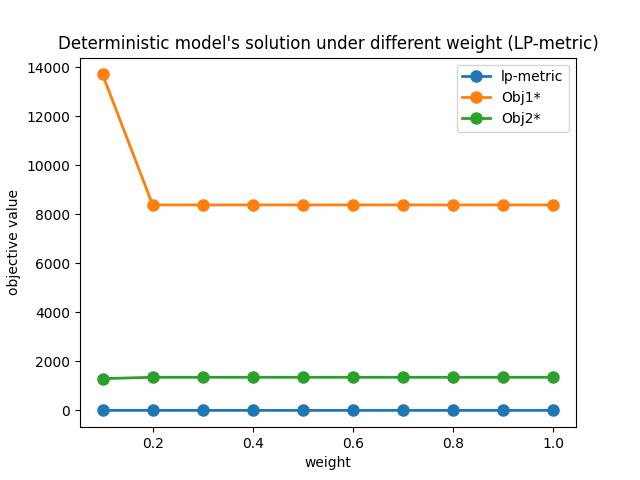 Deterministic model's solution under different weight (LP-metric)
14000
12000
10000
8000
6000
4000
2000
0
objective value
lp-metric
Obj1*
Obj2*
0.2
0.4
0.6
0.8
1.0
weight